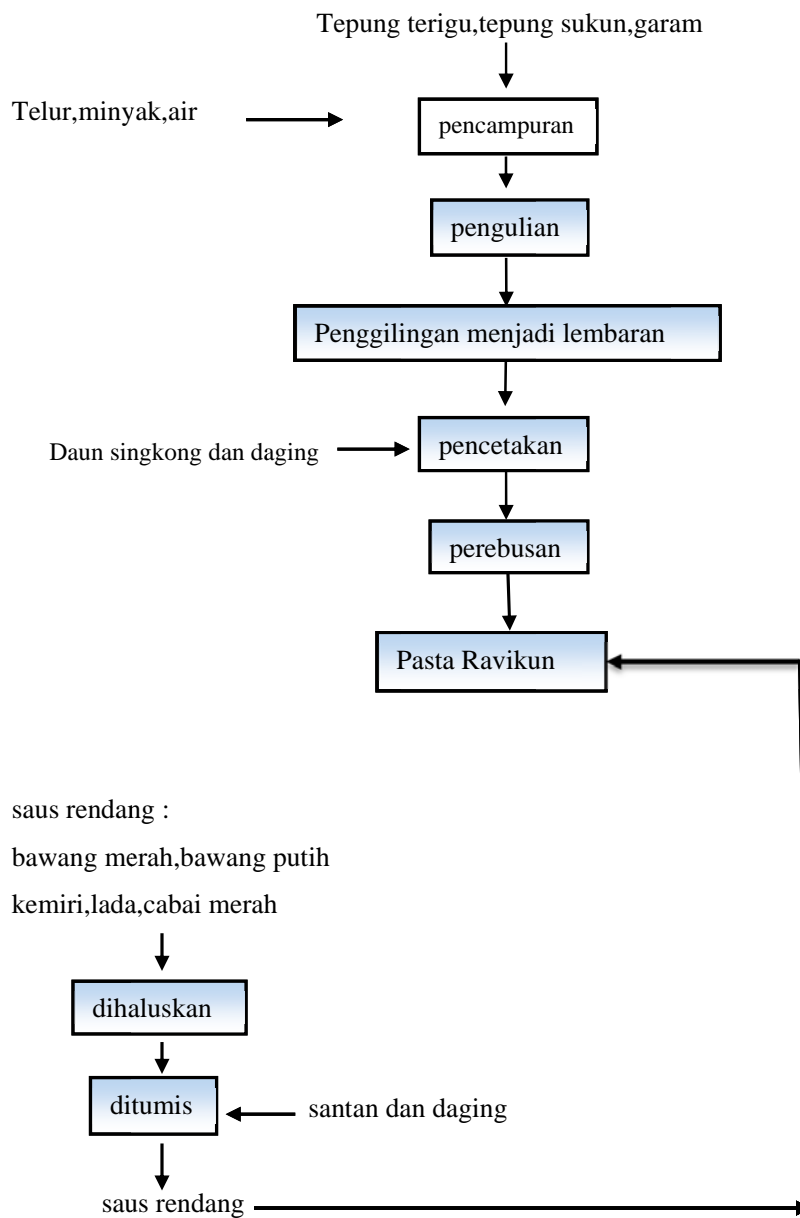 Tepung terigu,tepung sukun,garam
Telur,minyak,air
pencampuran
pengulian
Penggilingan menjadi lembaran
Daun singkong dan daging
pencetakan
perebusan
Pasta Ravikun
saus rendang :
bawang merah,bawang putih
kemiri,lada,cabai merah
dihaluskan
ditumis
santan dan daging
saus rendang